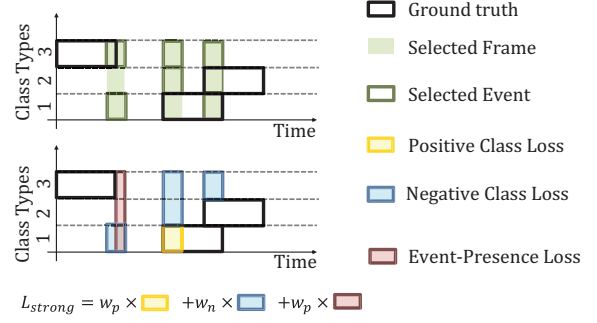 Class Types
3
2
1
Time
Class Types
3
2
1
Time
Ground truth
Selected Frame
Selected Event
Positive Class Loss
Negative Class Loss
Event-Presence Loss
L_strong = w_p × +w_n × +w_p ×